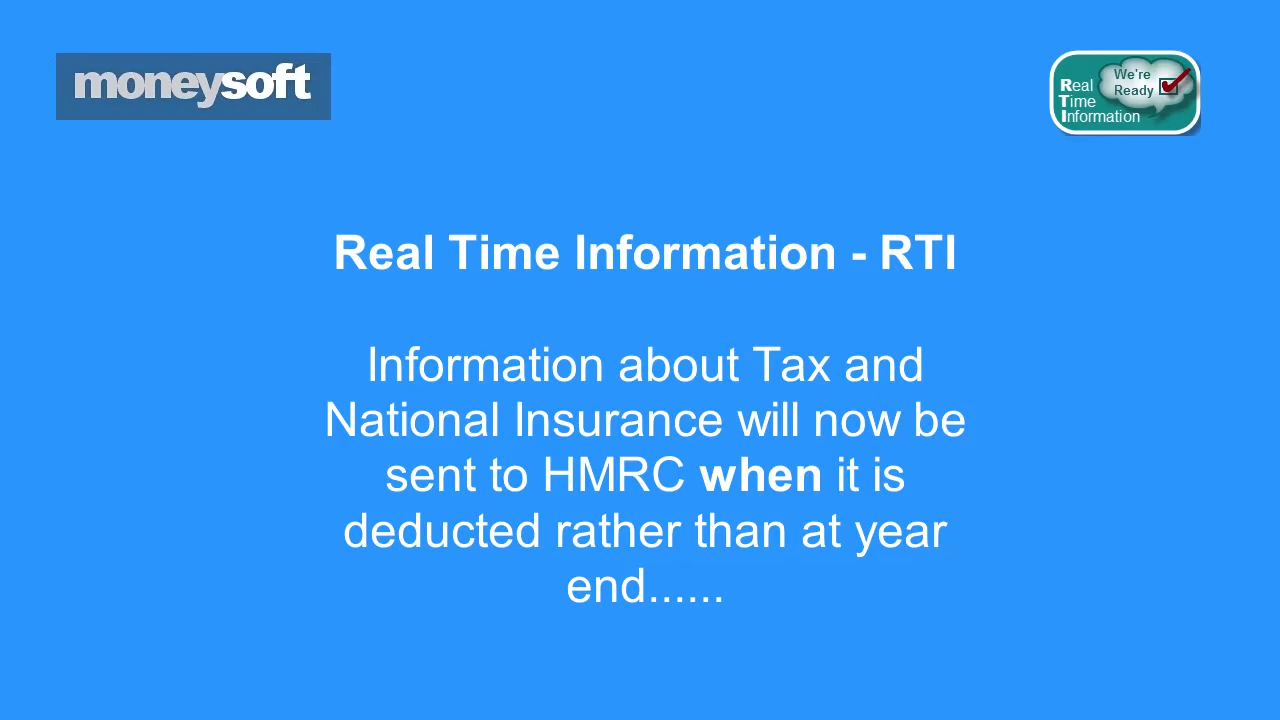 moneysoft
We're
Ready
Real
Time
Information
Real Time Information - RTI
Information about Tax and
National Insurance will now be
sent to HMRC when it is
deducted rather than at year
end......